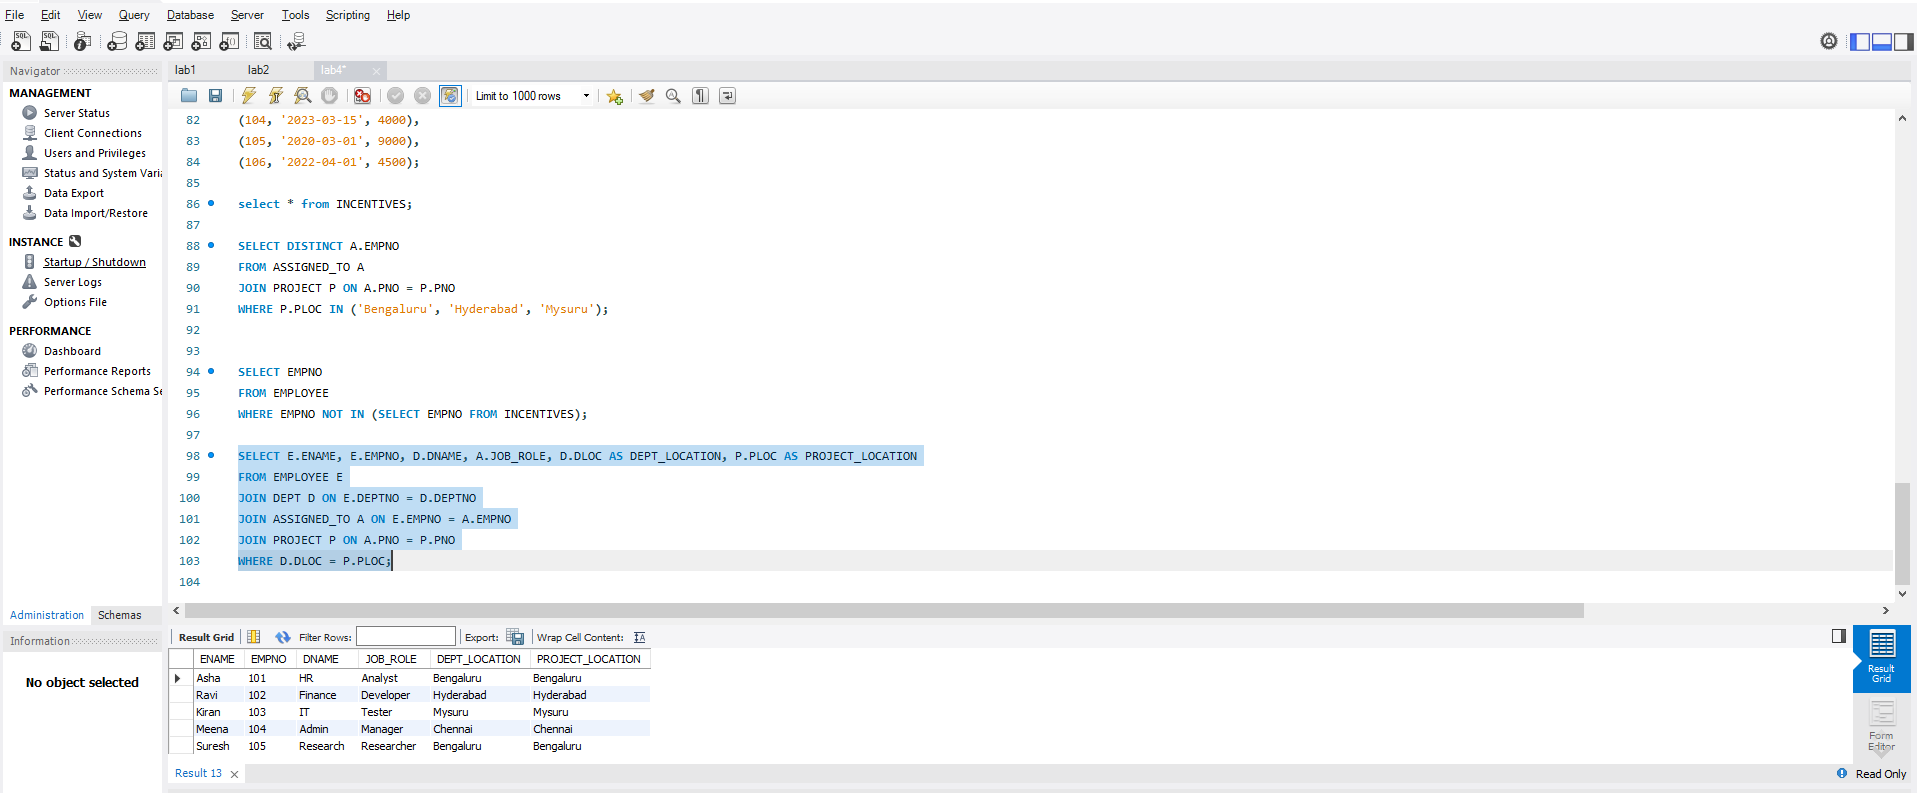 File Edit View Query Database Server Tools Scripting Help
Navigator
lab1 lab2 lab4*
MANAGEMENT
Server Status
Client Connections
Users and Privileges
Status and System Varia
Data Export
Data Import/Restore
INSTANCE
Startup / Shutdown
Server Logs
Options File
PERFORMANCE
Dashboard
Performance Reports
Performance Schema Se
Administration Schemas
Information
No object selected
Limit to 1000 rows
82 (104, '2023-03-15', 4000),
83 (105, '2020-03-01', 9000),
84 (106, '2022-04-01', 4500);
85
86 select * from INCENTIVES;
87
88 SELECT DISTINCT A.EMPNO
89 FROM ASSIGNED_TO A
90 JOIN PROJECT P ON A.PNO = P.PNO
91 WHERE P.PLOC IN ('Bengaluru', 'Hyderabad', 'Mysuru');
92
93
94 SELECT EMPNO
95 FROM EMPLOYEE
96 WHERE EMPNO NOT IN (SELECT EMPNO FROM INCENTIVES);
97
98 SELECT E.ENAME, E.EMPNO, D.DNAME, A.JOB_ROLE, D.DLOC AS DEPT_LOCATION, P.PLOC AS PROJECT_LOCATION
99 FROM EMPLOYEE E
100 JOIN DEPT D ON E.DEPTNO = D.DEPTNO
101 JOIN ASSIGNED_TO A ON E.EMPNO = A.EMPNO
102 JOIN PROJECT P ON A.PNO = P.PNO
103 WHERE D.DLOC = P.PLOC;
104
Result Grid Filter Rows: Export: Wrap Cell Content:
ENAME EMPNO DNAME JOB_ROLE DEPT_LOCATION PROJECT_LOCATION
Asha 101 HR Analyst Bengaluru Bengaluru
Ravi 102 Finance Developer Hyderabad Hyderabad
Kiran 103 IT Tester Mysuru Mysuru
Meena 104 Admin Manager Chennai Chennai
Suresh 105 Research Researcher Bengaluru Bengaluru
Result
Grid
Form
Editor
Result 13
Read Only